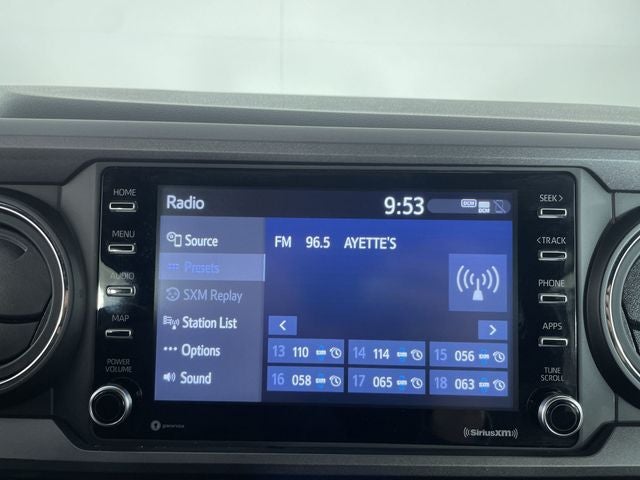 HOME
MENU
AUDIO
MAP
POWER
VOLUME
Radio
9:53
DCM
DCM
Source
Presets
SXM Replay
Station List
Options
Sound
FM 96.5 AYETTE'S
<
>
13 110 14 114 15 056
16 058 17 065 18 063
SEEK >
< TRACK
PHONE
APPS
TUNE
SCROLL
((SiriusXM))